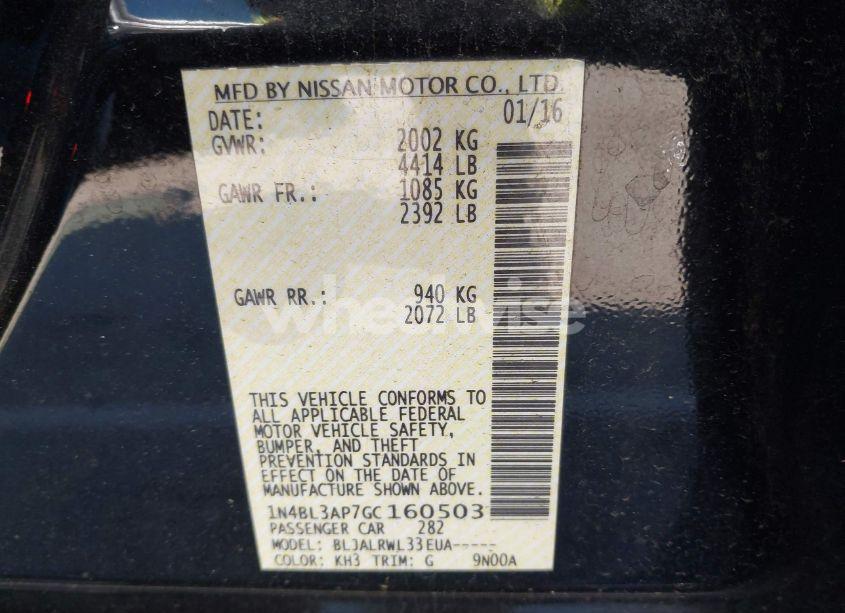 MFD BY NISSAN MOTOR CO., LTD.
DATE: 01/16
GVWR: 2002 KG
4414 LB
GAWR FR.: 1085 KG
2392 LB
GAWR RR.: 940 KG
2072 LB
wheelwise
THIS VEHICLE CONFORMS TO
ALL APPLICABLE FEDERAL
MOTOR VEHICLE SAFETY,
BUMPER, AND THEFT
PREVENTION STANDARDS IN
EFFECT ON THE DATE OF
MANUFACTURE SHOWN ABOVE.
1N4BL3AP7GC160503
PASSENGER CAR 282
MODEL: BLJALRWL33EUA-----
COLOR: KH3 TRIM: G 9N00A